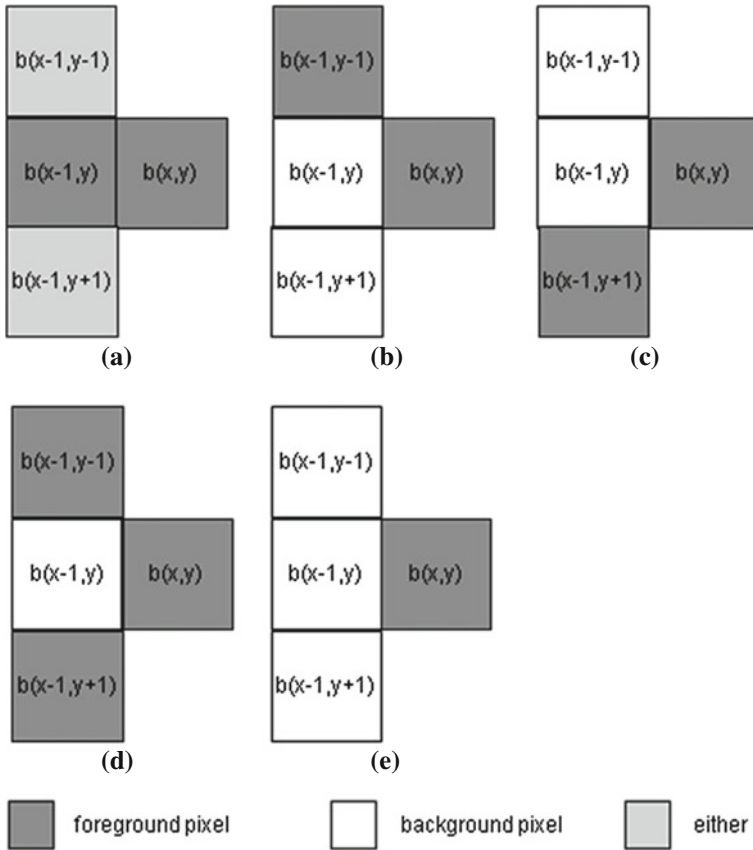 b(x-1,y-1) b(x-1,y-1) b(x-1,y-1)
b(x-1,y) b(x,y) b(x-1,y) b(x,y) b(x-1,y) b(x,y)
b(x-1,y+1) b(x-1,y+1) b(x-1,y+1)
(a) (b) (c)
b(x-1,y-1) b(x-1,y-1)
b(x-1,y) b(x,y) b(x-1,y) b(x,y)
b(x-1,y+1) b(x-1,y+1)
(d) (e)
foreground pixel background pixel either